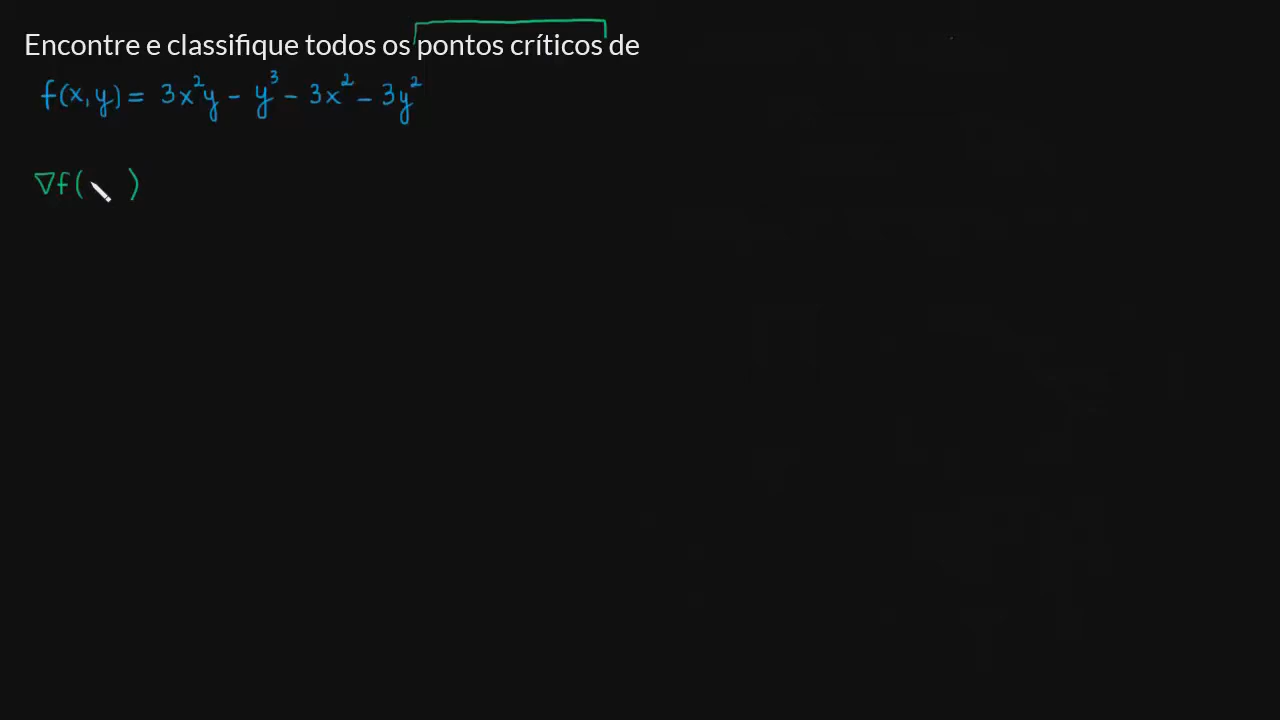 Encontre e classifique todos os pontos críticos de
f(x,y) = 3x²y - y³ - 3x² - 3y²
∇f( )